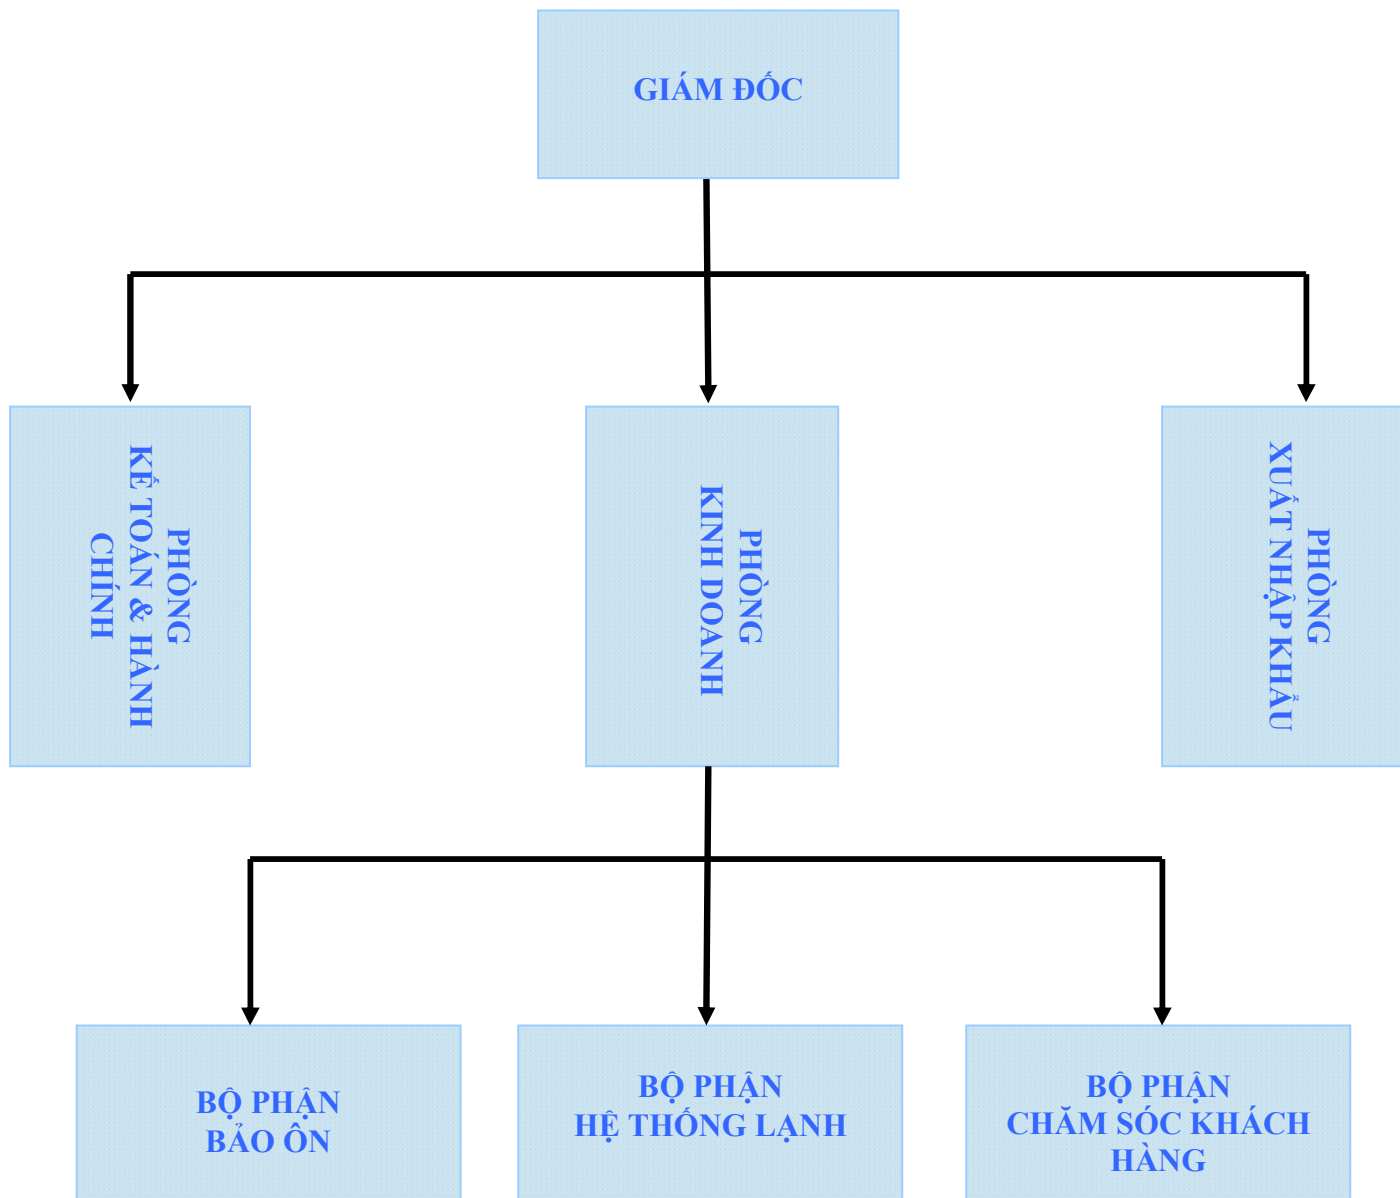 GIÁM ĐỐC
PHÒNG
KẾ TOÁN & HÀNH
CHÍNH
PHÒNG
KINH DOANH
PHÒNG
XUẤT NHẬP KHẨU
BỘ PHẬN
BẢO ÔN
BỘ PHẬN
HỆ THỐNG LẠNH
BỘ PHẬN
CHĂM SÓC KHÁCH
HÀNG